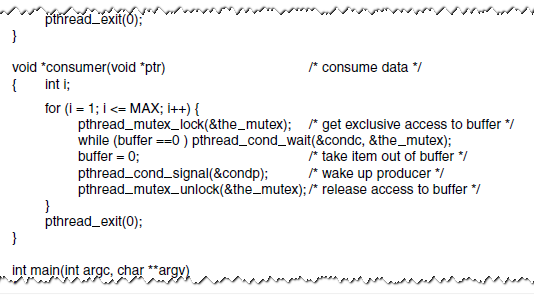 pthread_exit(0);
}
void *consumer(void *ptr) /* consume data */
{ int i;
for (i = 1; i <= MAX; i++) {
pthread_mutex_lock(&the_mutex); /* get exclusive access to buffer */
while (buffer ==0 ) pthread_cond_wait(&condc, &the_mutex);
buffer = 0; /* take item out of buffer */
pthread_cond_signal(&condp); /* wake up producer */
pthread_mutex_unlock(&the_mutex); /* release access to buffer */
}
pthread_exit(0);
}
int main(int argc, char **argv)